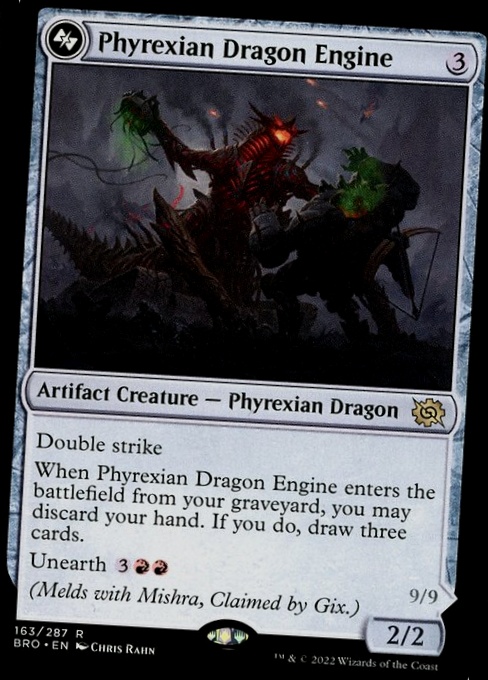 Phyrexian Dragon Engine 3
Artifact Creature — Phyrexian Dragon
Double strike
When Phyrexian Dragon Engine enters the
battlefield from your graveyard, you may
discard your hand. If you do, draw three
cards.
Unearth 3
(Melds with Mishra, Claimed by Gix.)
9/9
2/2
163/287 R
BRO • EN Chris Rahn
™ & © 2022 Wizards of the Coast